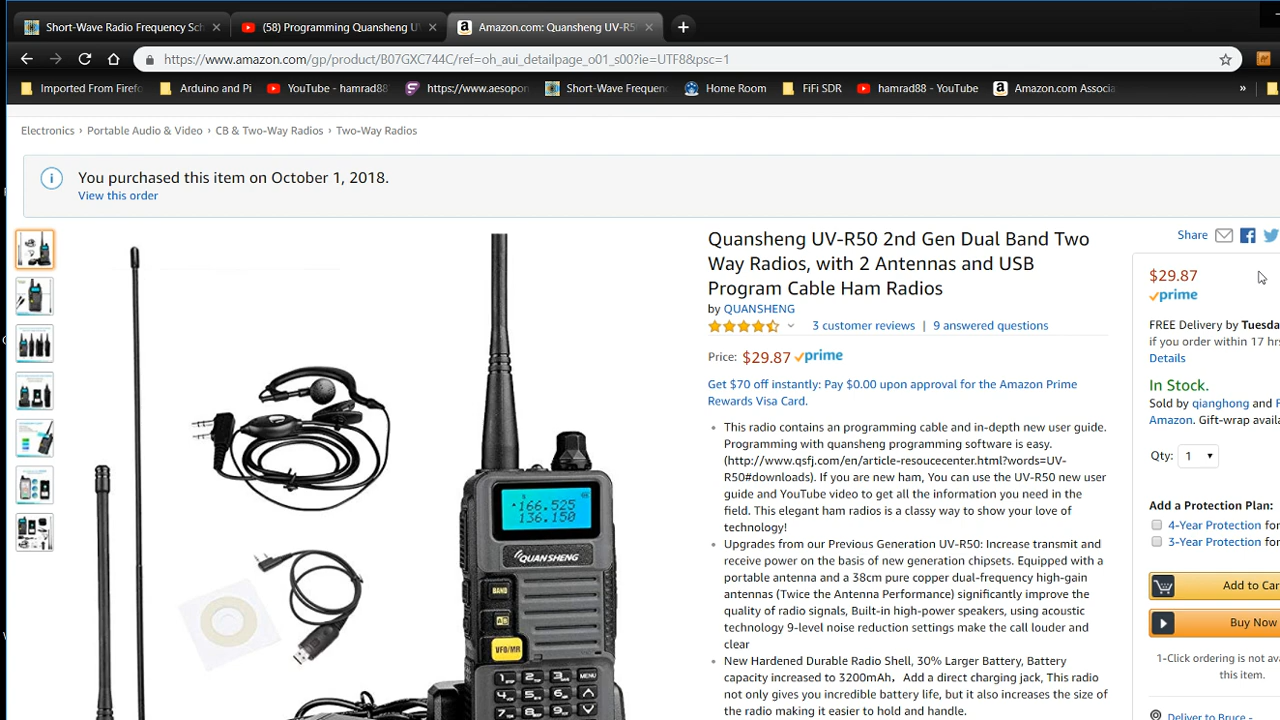 Short-Wave Radio Frequency Sch
(58) Programming Quansheng U
Amazon.com: Quansheng UV-R5
https://www.amazon.com/gp/product/B07GXC744C/ref=oh_aui_detailpage_o01_s00?ie=UTF8&psc=1
Imported From Firefo
Arduino and Pi
YouTube - hamrad88
https://www.aesopon
Short-Wave Frequen
Home Room
FiFi SDR
hamrad88 - YouTube
Amazon.com Associa
»
Electronics › Portable Audio & Video › CB & Two-Way Radios › Two-Way Radios
You purchased this item on October 1, 2018.
View this order
Quansheng UV-R50 2nd Gen Dual Band Two
Way Radios, with 2 Antennas and USB
Program Cable Ham Radios
by QUANSHENG
3 customer reviews | 9 answered questions
Price: $29.87 prime
Get $70 off instantly: Pay $0.00 upon approval for the Amazon Prime
Rewards Visa Card.
• This radio contains an programming cable and in-depth new user guide.
Programming with quansheng programming software is easy.
(http://www.qsfj.com/en/article-resoucecenter.html?words=UV-
R50#downloads). If you are new ham, You can use the UV-R50 new user
guide and YouTube video to get all the information you need in the
field. This elegant ham radios is a classy way to show your love of
technology!
• Upgrades from our Previous Generation UV-R50: Increase transmit and
receive power on the basis of new generation chipsets. Equipped with a
portable antenna and a 38cm pure copper dual-frequency high-gain
antennas (Twice the Antenna Performance) significantly improve the
quality of radio signals, Built-in high-power speakers, using acoustic
technology 9-level noise reduction settings make the call louder and
clear
• New Hardened Durable Radio Shell, 30% Larger Battery, Battery
capacity increased to 3200mAh, Add a direct charging jack, This radio
not only gives you incredible battery life, but it also increases the size of
the radio making it easier to hold and handle.
Share
$29.87
prime
FREE Delivery by Tuesda
if you order within 17 hrs
Details
In Stock.
Sold by qianghong and F
Amazon. Gift-wrap availa
Qty: 1
Add a Protection Plan:
4-Year Protection for
3-Year Protection for
Add to Car
Buy Now
1-Click ordering is not ava
this item.
Deliver to Bruce -
166.525
136.150
QUANSHENG
BAND
A/B
VFO/MR
MENU